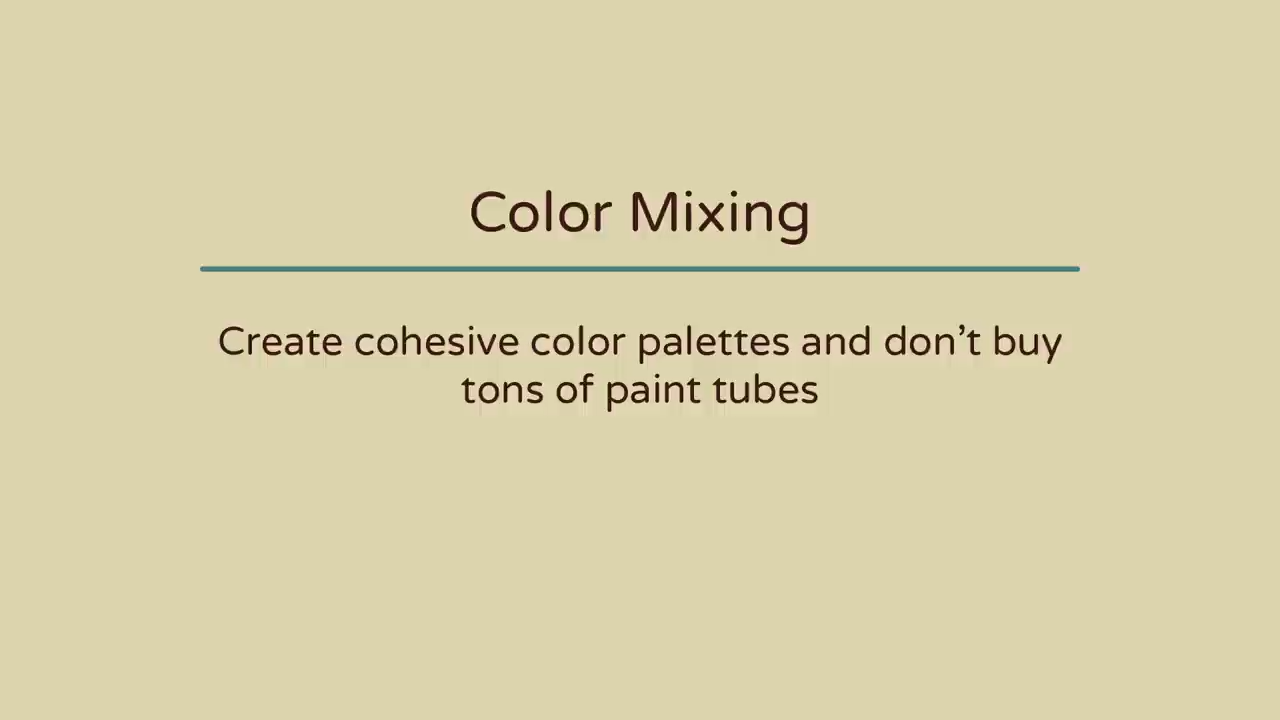 Color Mixing
Create cohesive color palettes and don’t buy
tons of paint tubes